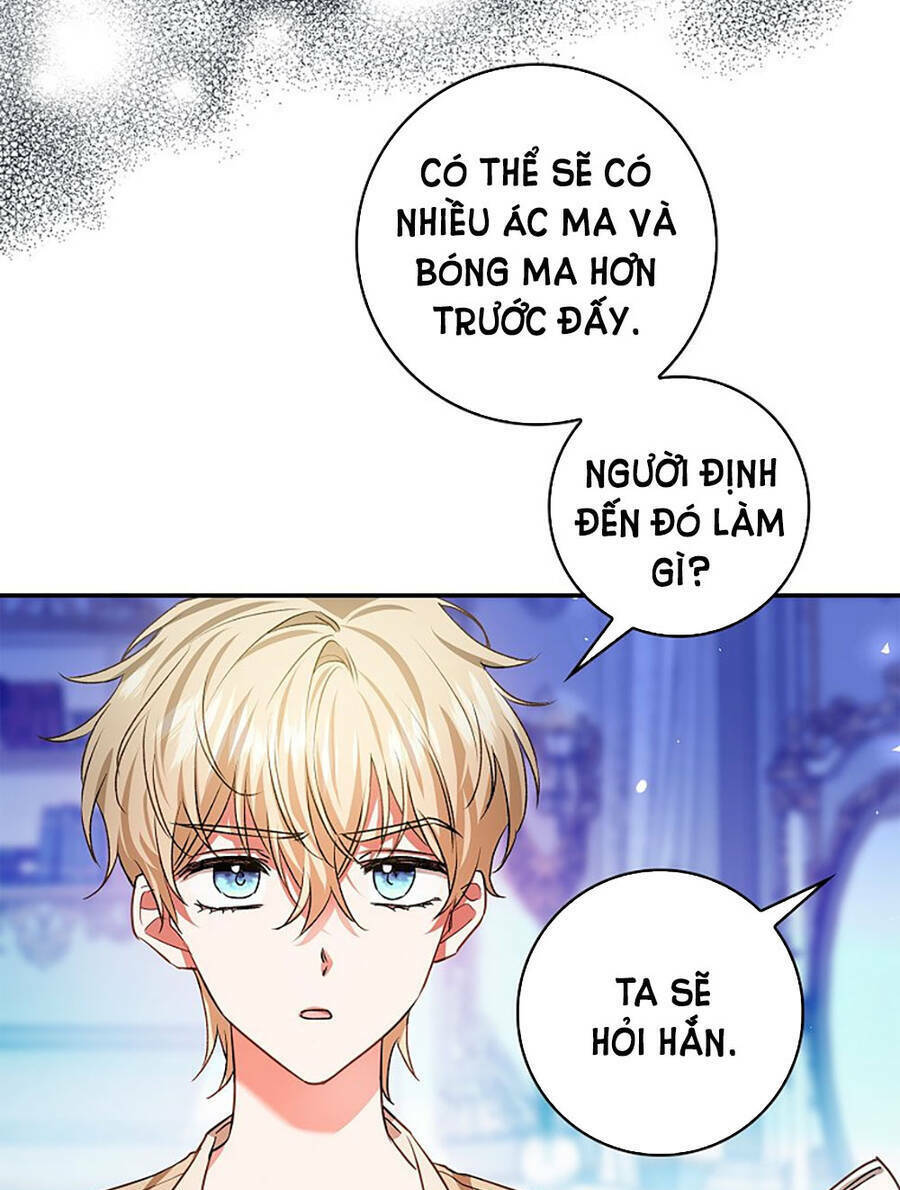 CÓ THỂ SẼ CÓ
NHIỀU ÁC MA VÀ
BÓNG MA HƠN
TRƯỚC ĐẤY.
NGƯỜI ĐỊNH
ĐẾN ĐÓ LÀM
GÌ?
TA SẼ
HỎI HẮN.